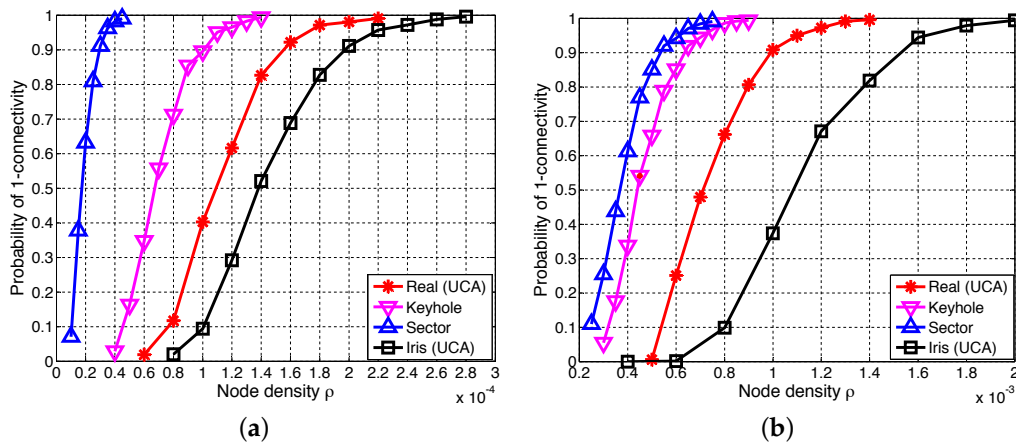 Probability of 1-connectivity
1
0.9
0.8
0.7
0.6
0.5
0.4
0.3
0.2
0.1
0
0.2 0.4 0.6 0.8 1 1.2 1.4 1.6 1.8 2 2.2 2.4 2.6 2.8 3
Node density ρ
x 10^-4
Real (UCA)
Keyhole
Sector
Iris (UCA)
(a)
Probability of 1-connectivity
1
0.9
0.8
0.7
0.6
0.5
0.4
0.3
0.2
0.1
0
0.2 0.4 0.6 0.8 1 1.2 1.4 1.6 1.8 2
Node density ρ
x 10^-3
Real (UCA)
Keyhole
Sector
Iris (UCA)
(b)